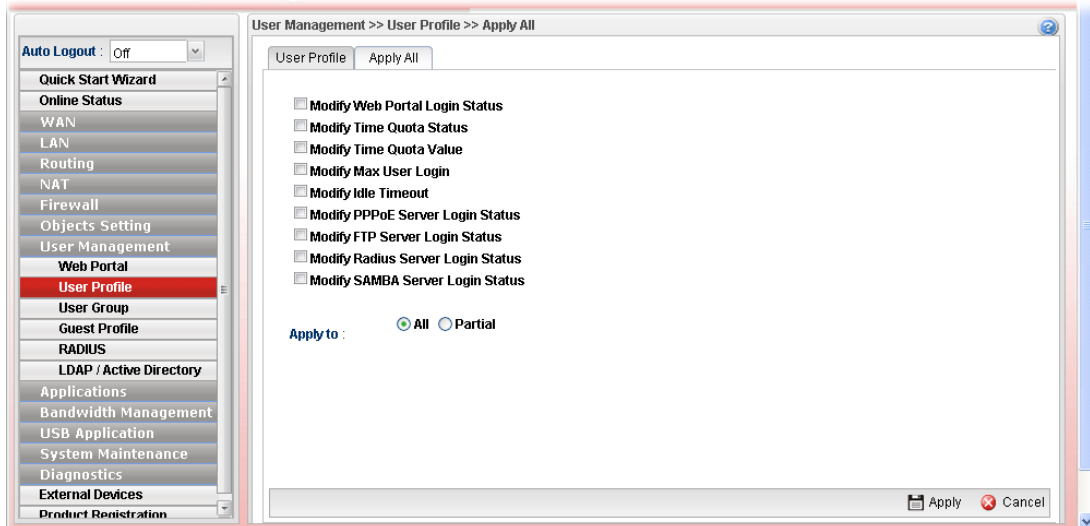 User Management >> User Profile >> Apply All
Auto Logout : Off
Quick Start Wizard
Online Status
WAN
LAN
Routing
NAT
Firewall
Objects Setting
User Management
Web Portal
User Profile
User Group
Guest Profile
RADIUS
LDAP / Active Directory
Applications
Bandwidth Management
USB Application
System Maintenance
Diagnostics
External Devices
Product Registration
User Profile
Apply All
Modify Web Portal Login Status
Modify Time Quota Status
Modify Time Quota Value
Modify Max User Login
Modify Idle Timeout
Modify PPPoE Server Login Status
Modify FTP Server Login Status
Modify Radius Server Login Status
Modify SAMBA Server Login Status
Apply to : All Partial
Apply Cancel